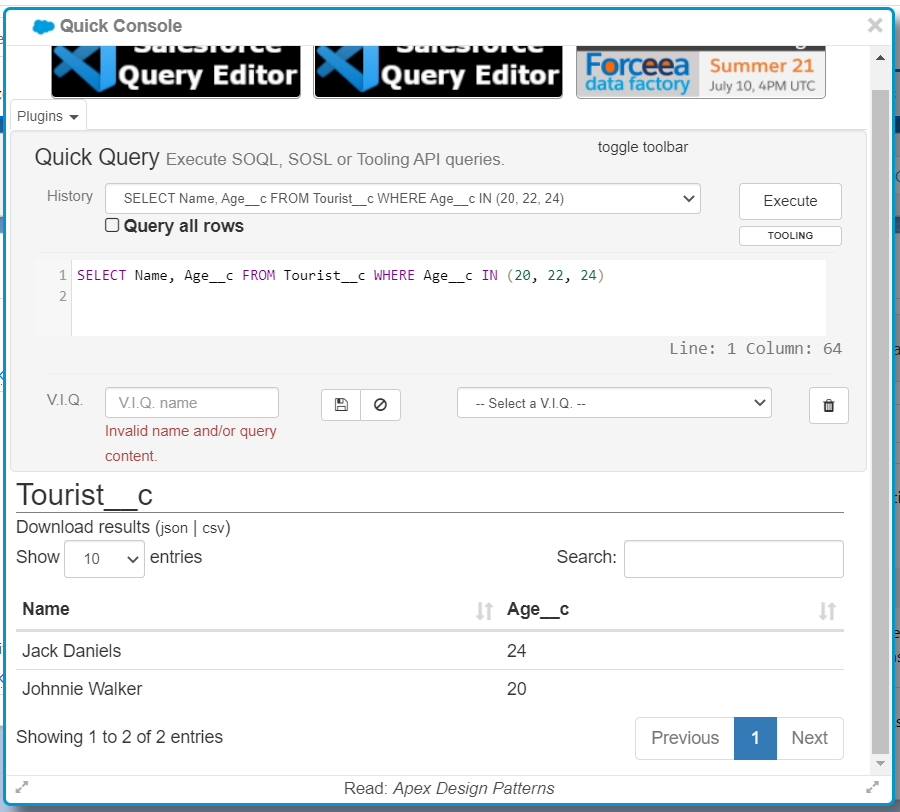 Quick Console
Salesforce
Query Editor
Salesforce
Query Editor
Forceea
data factory
Summer 21
July 10, 4PM UTC
Plugins
Quick Query Execute SOQL, SOSL or Tooling API queries.
toggle toolbar
History
SELECT Name, Age__c FROM Tourist__c WHERE Age__c IN (20, 22, 24)
Execute
Query all rows
TOOLING
1 SELECT Name, Age__c FROM Tourist__c WHERE Age__c IN (20, 22, 24)
2
Line: 1 Column: 64
V.I.Q.
V.I.Q. name
-- Select a V.I.Q. --
Invalid name and/or query
content.
Tourist__c
Download results (json | csv)
Show 10 entries
Search:
Name Age__c
Jack Daniels 24
Johnnie Walker 20
Showing 1 to 2 of 2 entries
Previous 1 Next
Read: Apex Design Patterns